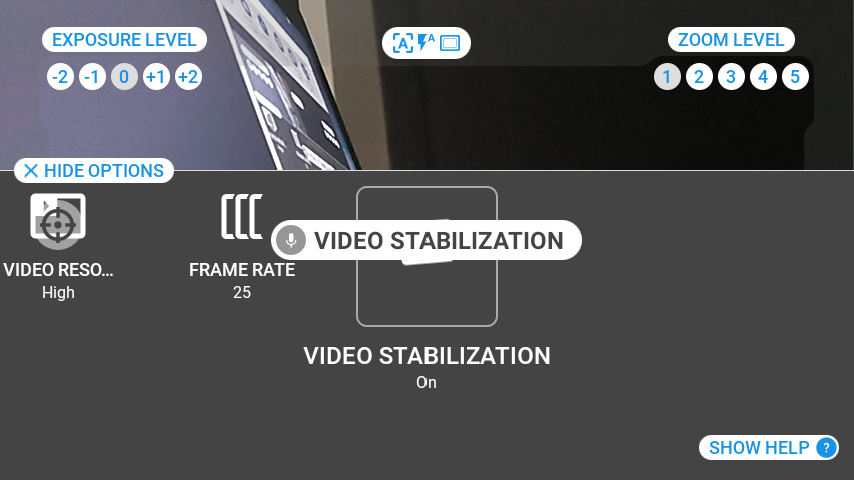 EXPOSURE LEVEL
-2 -1 0 +1 +2
A A
ZOOM LEVEL
1 2 3 4 5
HIDE OPTIONS
VIDEO STABILIZATION
VIDEO RESO...
High
FRAME RATE
25
VIDEO STABILIZATION
On
SHOW HELP ?